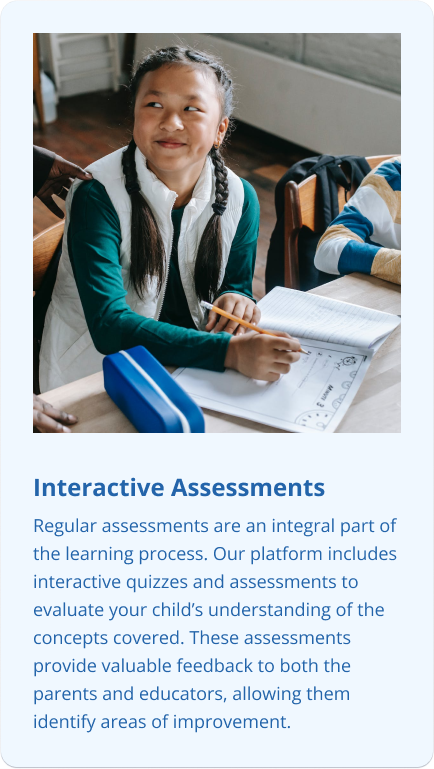 Interactive Assessments
Regular assessments are an integral part of
the learning process. Our platform includes
interactive quizzes and assessments to
evaluate your child’s understanding of the
concepts covered. These assessments
provide valuable feedback to both the
parents and educators, allowing them
identify areas of improvement.